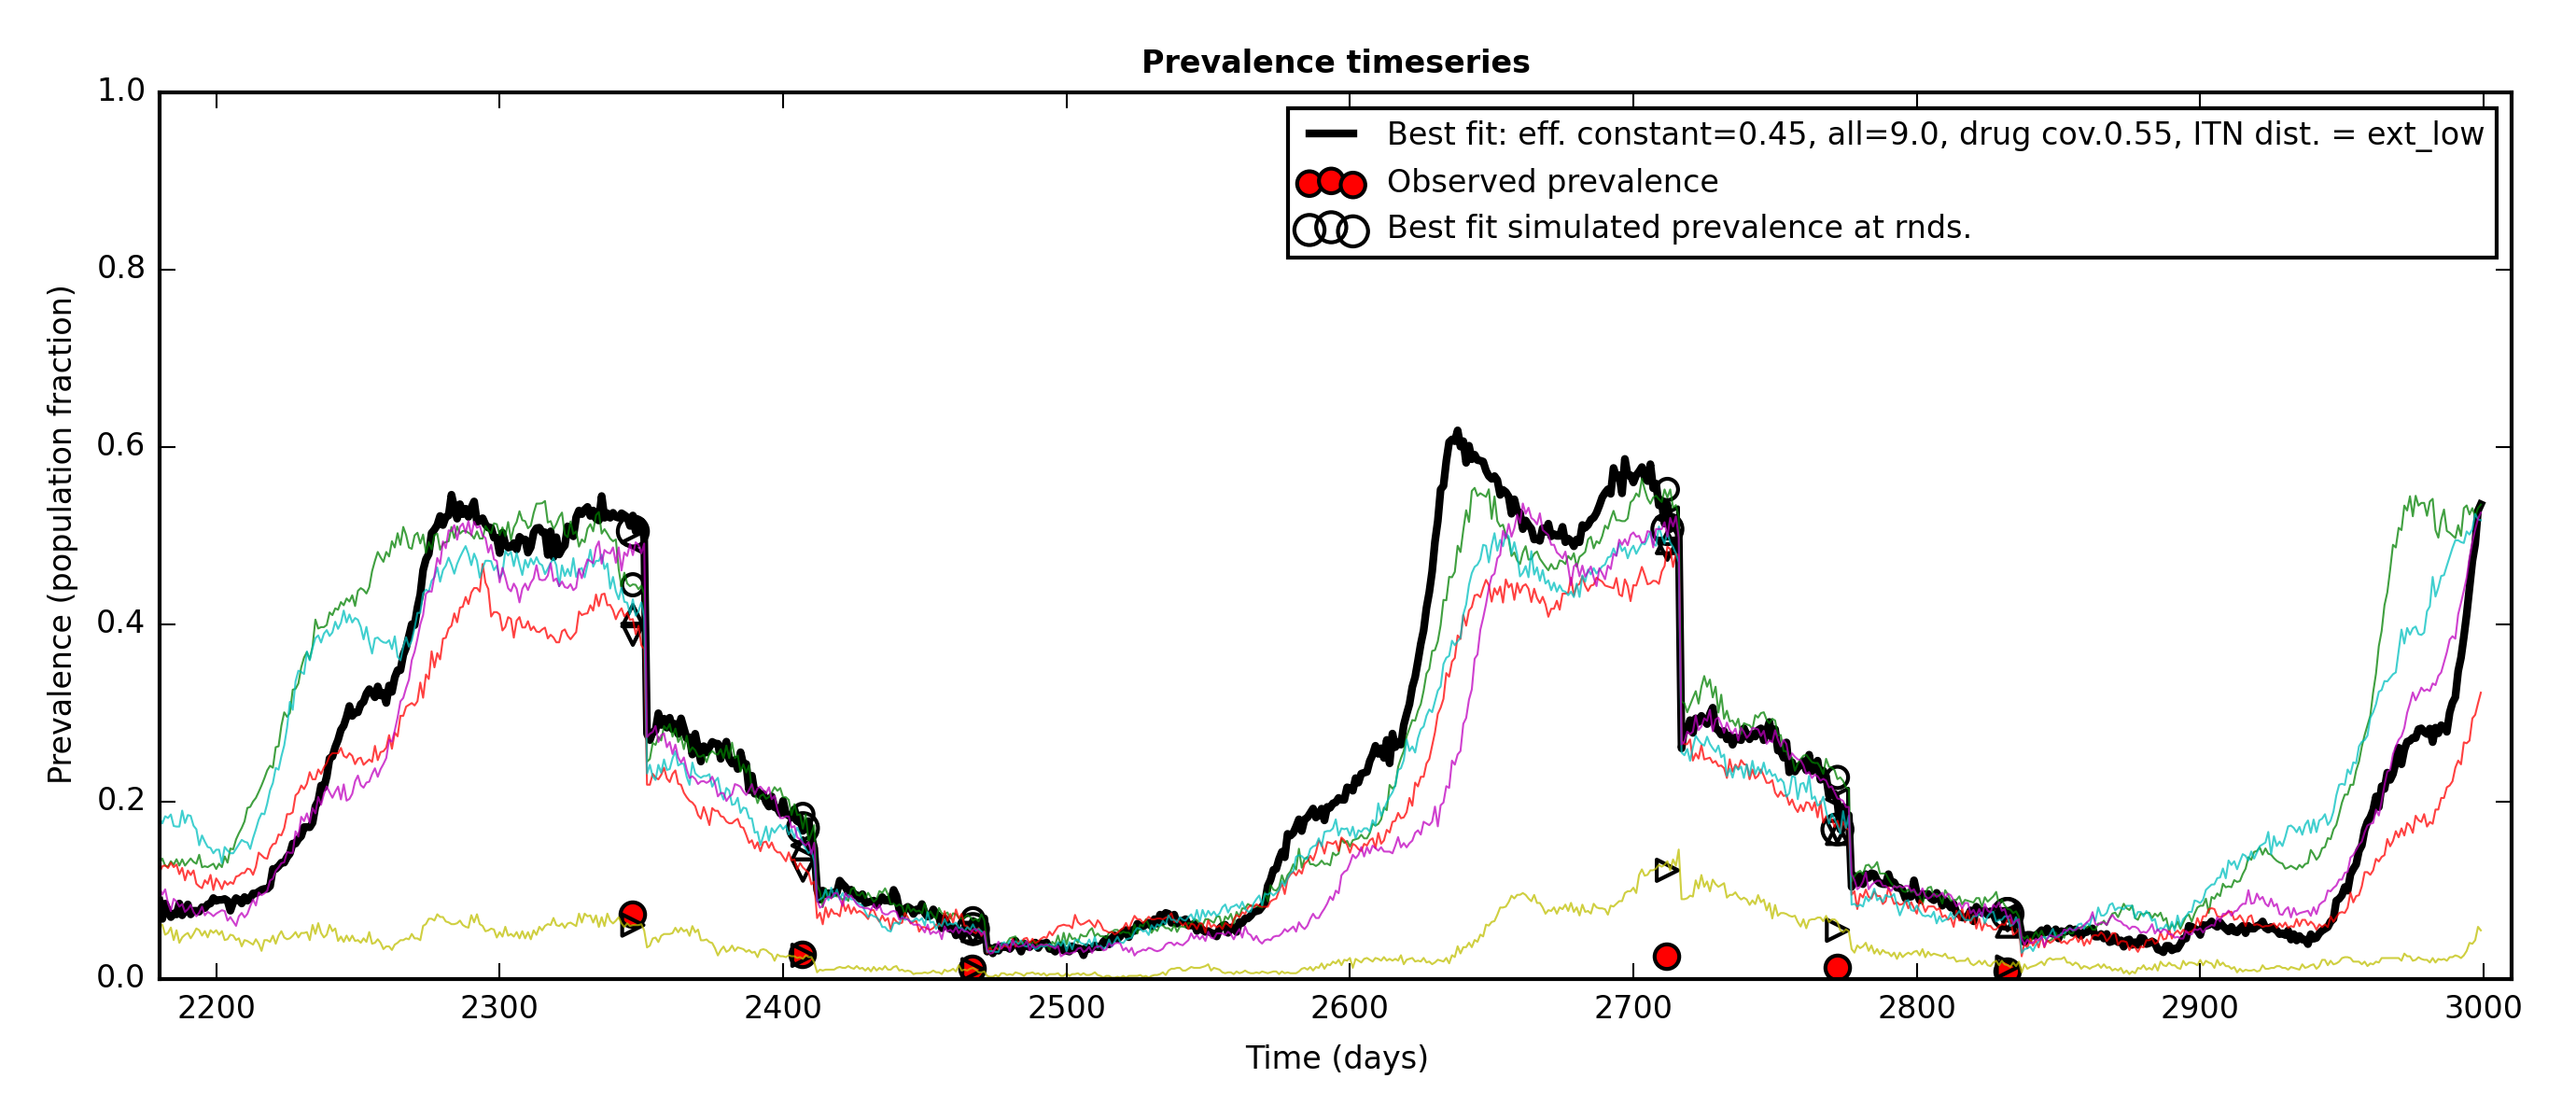 Prevalence timeseries
1.0
0.8
0.6
0.4
0.2
0.0
Prevalence (population fraction)
Best fit: eff. constant=0.45, all=9.0, drug cov.0.55, ITN dist. = ext_low
Observed prevalence
Best fit simulated prevalence at rnds.
2200 2300 2400 2500 2600 2700 2800 2900 3000
Time (days)